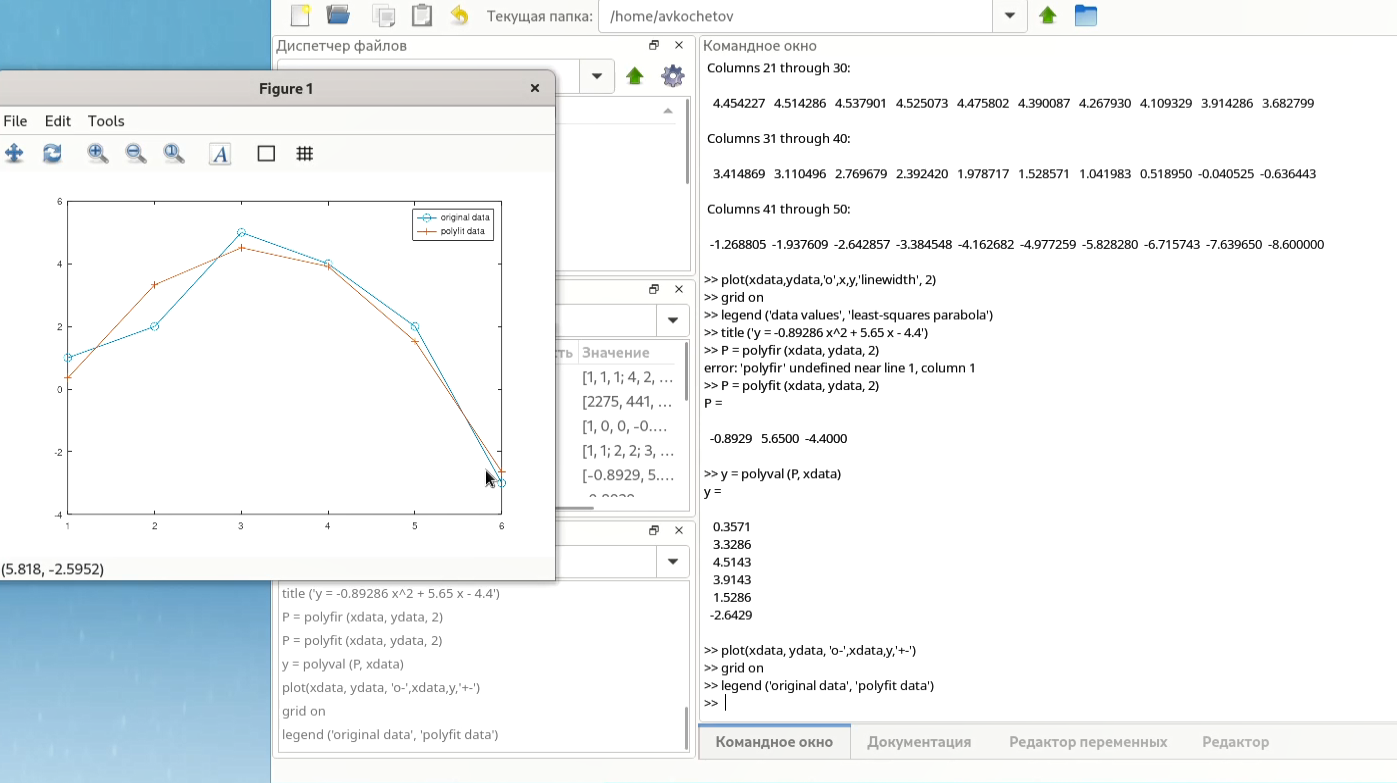 Текущая папка: /home/avkochetov
Диспетчер файлов
Figure 1
File Edit Tools
A
original data
polyfit data
6
4
2
0
-2
-4
1 2 3 4 5 6
(5.818, -2.5952)
Значение
[1, 1, 1; 4, 2, ...
[2275, 441, ...
[1, 0, 0, -0....
[1, 1; 2, 2; 3, ...
[-0.8929, 5....
title ('y = -0.89286 x^2 + 5.65 x - 4.4')
P = polyfir (xdata, ydata, 2)
P = polyfit (xdata, ydata, 2)
y = polyval (P, xdata)
plot(xdata, ydata, 'o-',xdata,y,'+-')
grid on
legend ('original data', 'polyfit data')
Командное окно
Columns 21 through 30:
4.454227 4.514286 4.537901 4.525073 4.475802 4.390087 4.267930 4.109329 3.914286 3.682799
Columns 31 through 40:
3.414869 3.110496 2.769679 2.392420 1.978717 1.528571 1.041983 0.518950 -0.040525 -0.636443
Columns 41 through 50:
-1.268805 -1.937609 -2.642857 -3.384548 -4.162682 -4.977259 -5.828280 -6.715743 -7.639650 -8.600000
>> plot(xdata,ydata,'o',x,y,'linewidth', 2)
>> grid on
>> legend ('data values', 'least-squares parabola')
>> title ('y = -0.89286 x^2 + 5.65 x - 4.4')
>> P = polyfir (xdata, ydata, 2)
error: 'polyfir' undefined near line 1, column 1
>> P = polyfit (xdata, ydata, 2)
P =
-0.8929 5.6500 -4.4000
>> y = polyval (P, xdata)
y =
0.3571
3.3286
4.5143
3.9143
1.5286
-2.6429
>> plot(xdata, ydata, 'o-',xdata,y,'+-')
>> grid on
>> legend ('original data', 'polyfit data')
>>
Командное окно Документация Редактор переменных Редактор